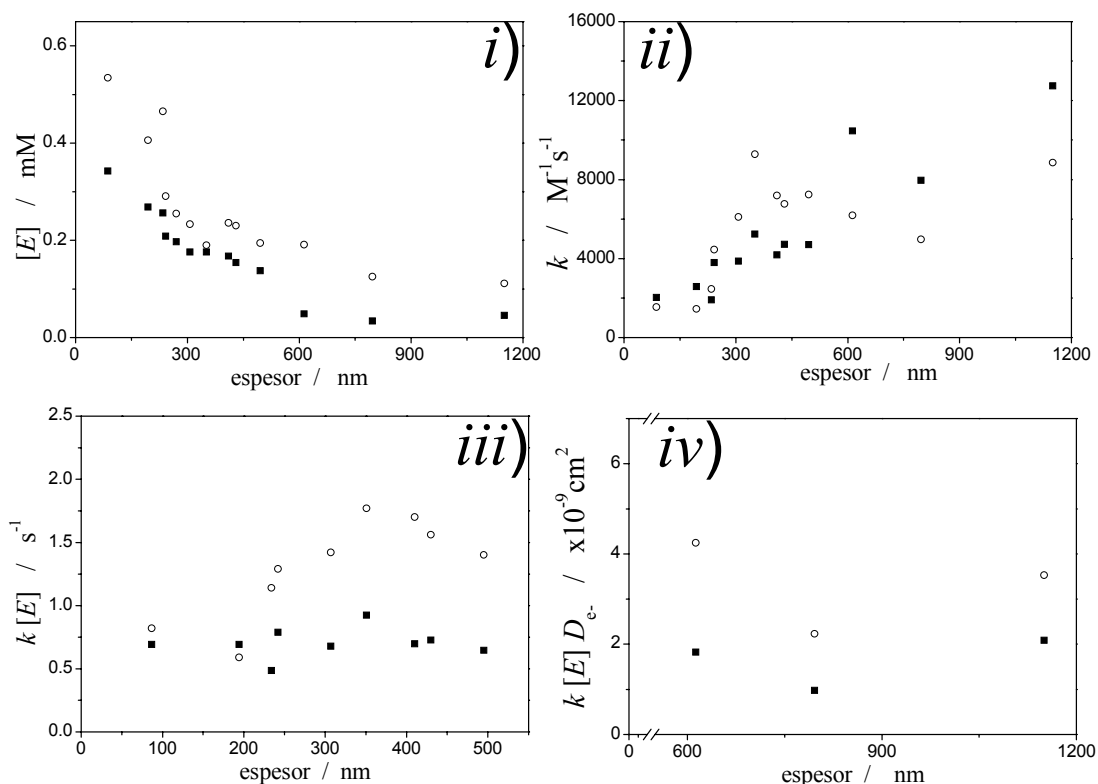 i)
0.6
0.4
0.2
0.0
[E] / mM
0 300 600 900 1200
espesor / nm
ii)
16000
12000
8000
4000
0
k / M⁻¹s⁻¹
0 300 600 900 1200
espesor / nm
iii)
2.5
2.0
1.5
1.0
0.5
0.0
k [E] / s⁻¹
0 100 200 300 400 500
espesor / nm
iv)
6
4
2
0
k [E] Dₑ₋ / x10⁻⁹cm²
0 600 900 1200
espesor / nm